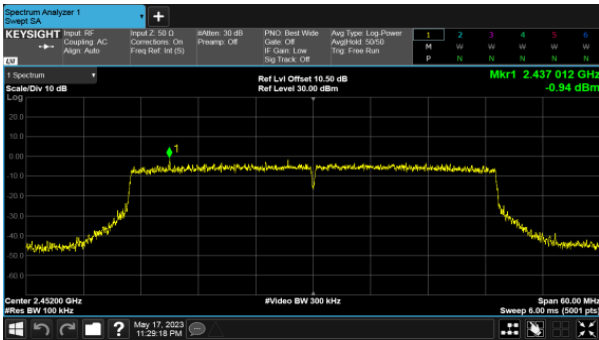 Spectrum Analyzer 1
Swept SA
+
KEYSIGHT
Input: RF
Coupling: AC
Align: Auto
Input Z: 50 Ω
Corrections: On
Freq Ref: Int (S)
#Atten: 30 dB
Preamp: Off
PNO: Best Wide
Gate: Off
IF Gain: Low
Sig Track: Off
Avg Type: Log-Power
Avg|Hold: 50/50
Trig: Free Run
1 2 3 4 5 6
M W W W W W
P N N N N N
LXI
1 Spectrum
Scale/Div 10 dB
Ref Lvl Offset 10.50 dB
Ref Level 30.00 dBm
Mkr1 2.437 012 GHz
-0.94 dBm
Log
20.0
10.0
0.00
-10.0
-20.0
-30.0
-40.0
-50.0
-60.0
1
Center 2.45200 GHz
#Res BW 100 kHz
#Video BW 300 kHz
Span 60.00 MHz
Sweep 6.00 ms (5001 pts)
?
May 17, 2023
11:29:18 PM